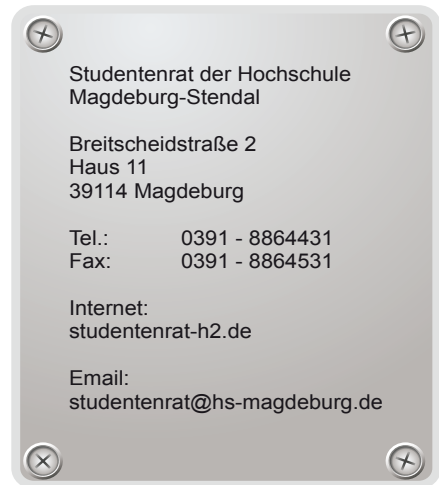 Studentenrat der Hochschule
Magdeburg-Stendal
Breitscheidstraße 2
Haus 11
39114 Magdeburg
Tel.: 0391 - 8864431
Fax: 0391 - 8864531
Internet:
studentenrat-h2.de
Email:
studentenrat@hs-magdeburg.de